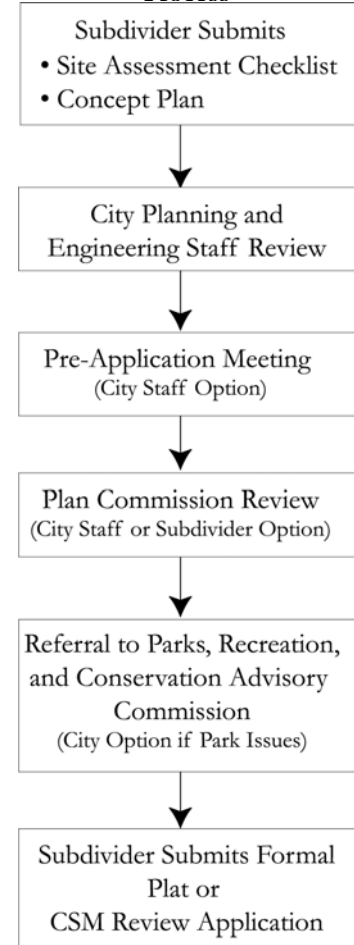 Subdivider Submits
• Site Assessment Checklist
• Concept Plan
City Planning and
Engineering Staff Review
Pre-Application Meeting
(City Staff Option)
Plan Commission Review
(City Staff or Subdivider Option)
Referral to Parks, Recreation,
and Conservation Advisory
Commission
(City Option if Park Issues)
Subdivider Submits Formal
Plat or
CSM Review Application